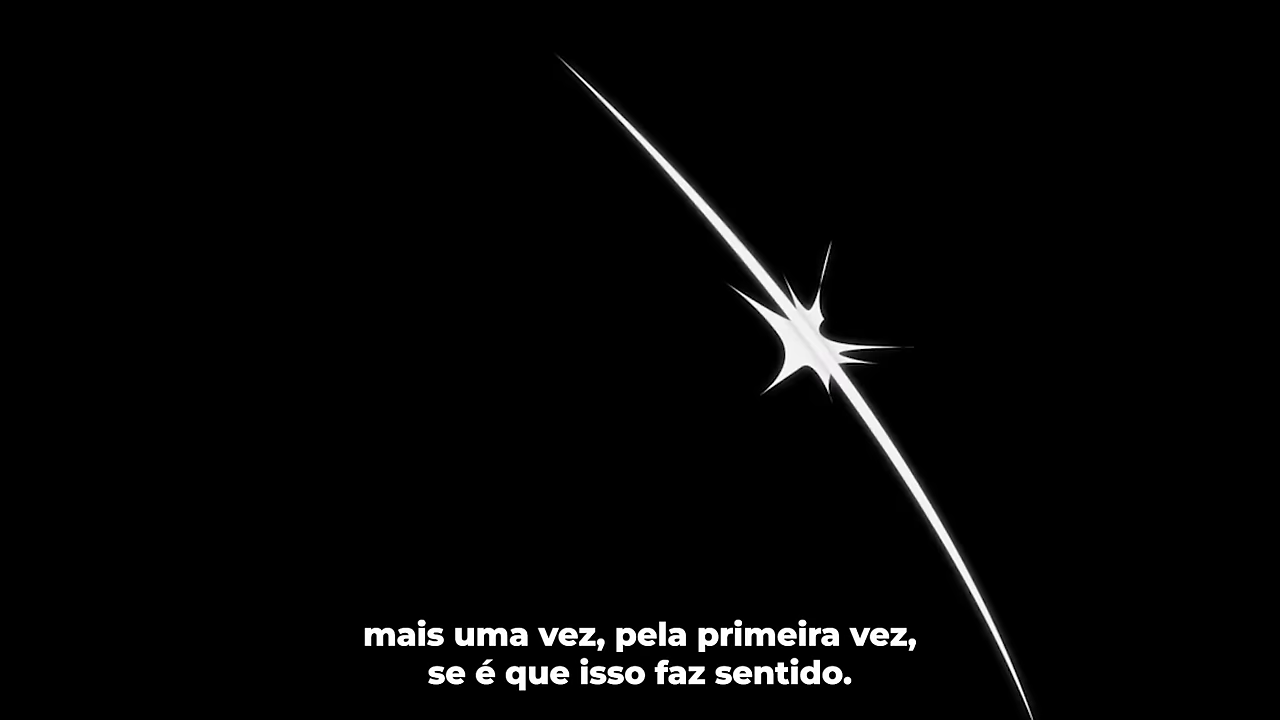 mais uma vez, pela primeira vez,
se é que isso faz sentido.